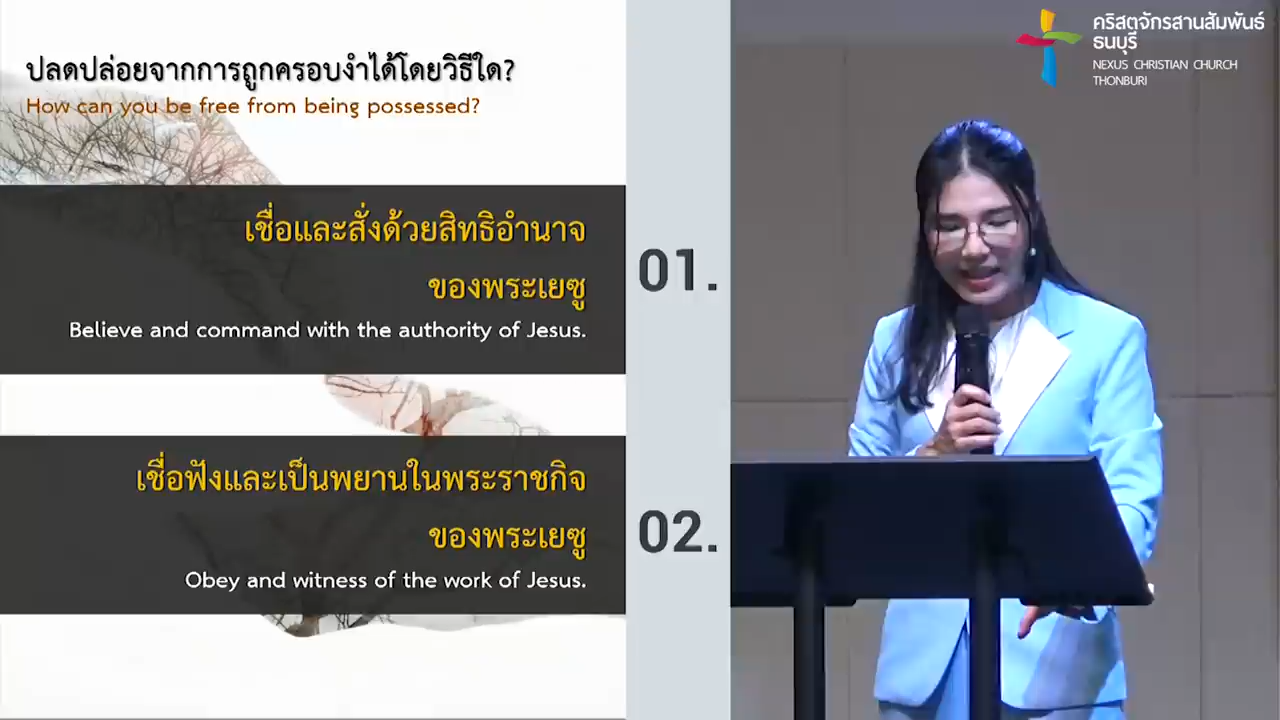 ปลดปล่อยจากการถูกครอบงำได้โดยวิธีใด?
How can you be free from being possessed?
เชื่อและสั่งด้วยสิทธิอำนาจ
ของพระเยซู
Believe and command with the authority of Jesus.
01.
เชื่อฟังและเป็นพยานในพระราชกิจ
ของพระเยซู
Obey and witness of the work of Jesus.
02.
คริสตจักรสานสัมพันธ์
ธนบุรี
NEXUS CHRISTIAN CHURCH
THONBURI